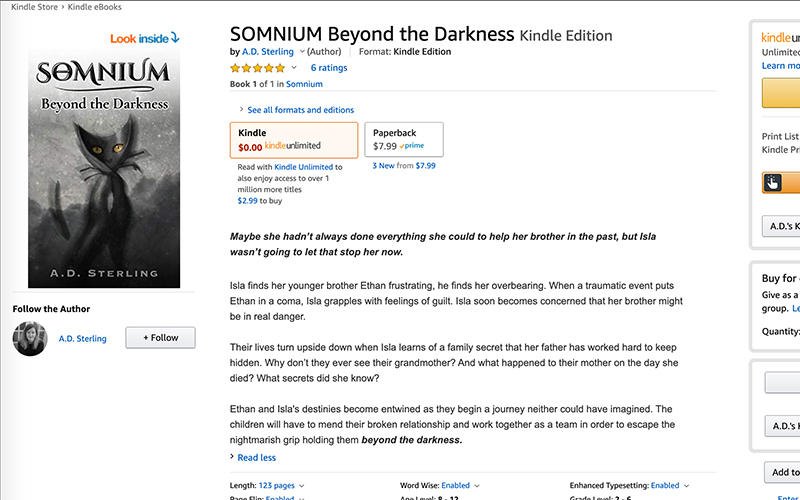 Kindle Store › Kindle eBooks
Look inside
SOMNIUM
Beyond the Darkness
A.D. STERLING
Follow the Author
A.D. Sterling
+ Follow
SOMNIUM Beyond the Darkness Kindle Edition
by A.D. Sterling (Author) Format: Kindle Edition
6 ratings
Book 1 of 1 in Somnium
See all formats and editions
Kindle
$0.00 kindleunlimited
Paperback
$7.99 prime
Read with Kindle Unlimited to
also enjoy access to over 1
million more titles
$2.99 to buy
3 New from $7.99
Maybe she hadn't always done everything she could to help her brother in the past, but Isla
wasn't going to let that stop her now.
Isla finds her younger brother Ethan frustrating, he finds her overbearing. When a traumatic event puts
Ethan in a coma, Isla grapples with feelings of guilt. Isla soon becomes concerned that her brother might
be in real danger.
Their lives turn upside down when Isla learns of a family secret that her father has worked hard to keep
hidden. Why don't they ever see their grandmother? And what happened to their mother on the day she
died? What secrets did she know?
Ethan and Isla's destinies become entwined as they begin a journey neither could have imagined. The
children will have to mend their broken relationship and work together as a team in order to escape the
nightmarish grip holding them beyond the darkness.
Read less
Length: 123 pages Word Wise: Enabled Enhanced Typesetting: Enabled
Page Flip: Enabled Age Level: 8 - 12 Grade Level: 2 - 6
kindleun
Unlimited
Learn mo
Print List
Kindle Pri
A.D.'s K
Buy for
Give as a
group. Le
Quantity:
A.D.'s K
Add to
Enter